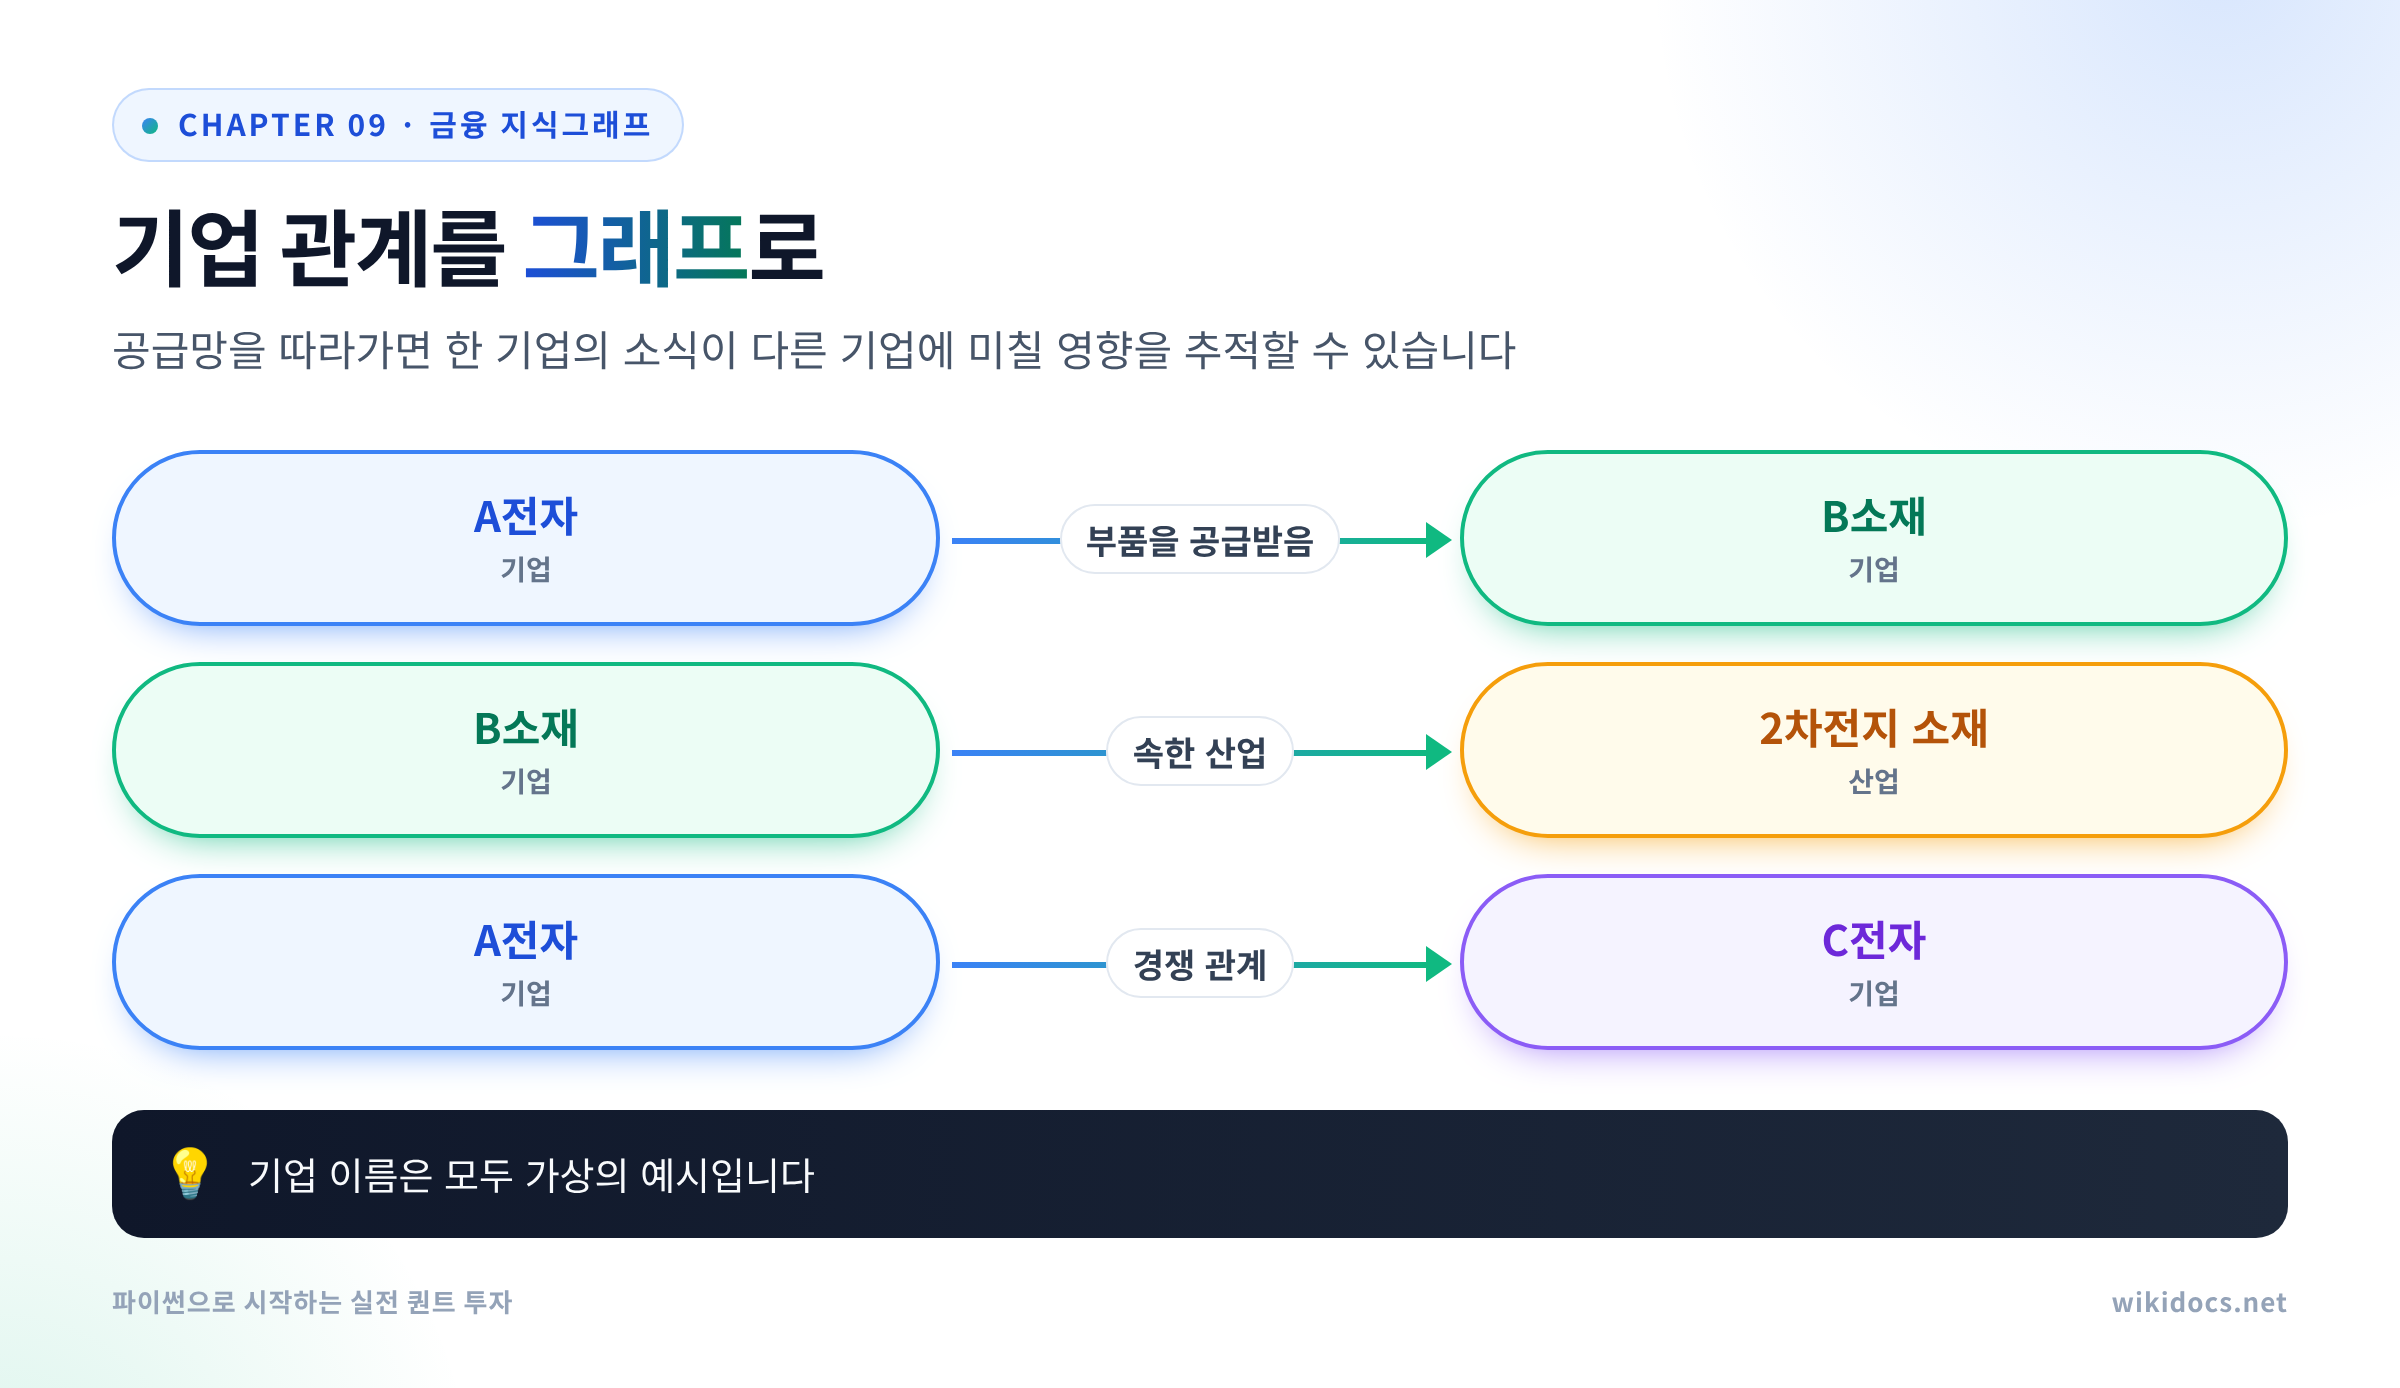 CHAPTER 09 · 금융 지식그래프
기업 관계를 그래프로
공급망을 따라가면 한 기업의 소식이 다른 기업에 미칠 영향을 추적할 수 있습니다
A전자
기업
부품을 공급받음
B소재
기업
B소재
기업
속한 산업
2차전지 소재
산업
A전자
기업
경쟁 관계
C전자
기업
기업 이름은 모두 가상의 예시입니다
파이썬으로 시작하는 실전 퀀트 투자
wikidocs.net